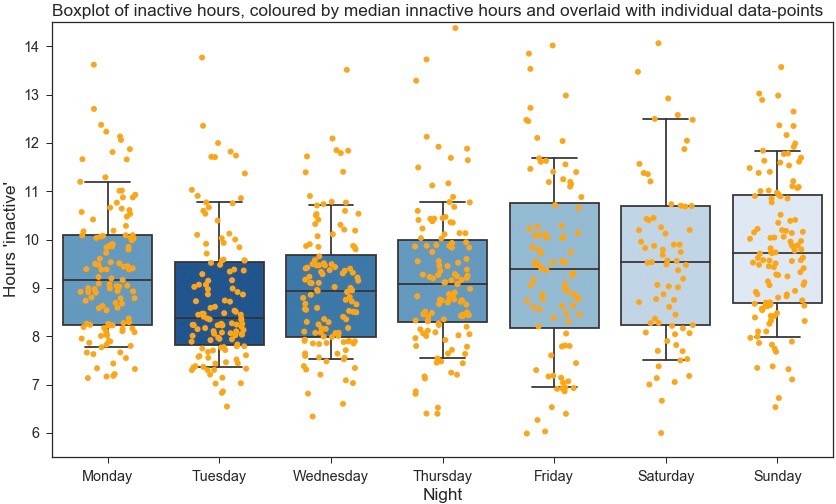 Boxplot of inactive hours, coloured by median innactive hours and overlaid with individual data-points
14
13
12
11
10
9
8
7
6
Hours 'inactive'
Monday Tuesday Wednesday Thursday Friday Saturday Sunday
Night